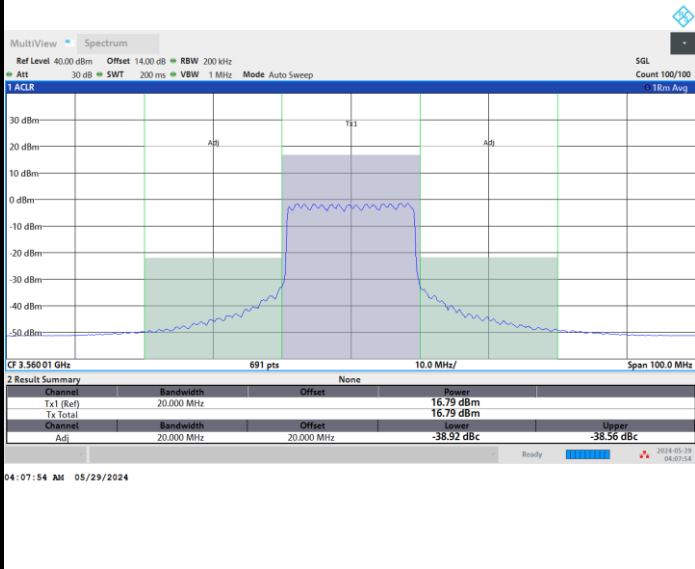 MultiView Spectrum
Ref Level 40.00 dBm Offset 14.00 dB RBW 200 kHz SGL
Att 30 dB SWT 200 ms VBW 1 MHz Mode Auto Sweep Count 100/100
1 ACLR 1Rm Avg
30 dBm
Tx1
20 dBm
Adj Adj
10 dBm
0 dBm
-10 dBm
-20 dBm
-30 dBm
-40 dBm
-50 dBm
CF 3.56001 GHz 691 pts 10.0 MHz/ Span 100.0 MHz
2 Result Summary None
Channel Bandwidth Offset Power
Tx1 (Ref) 20.000 MHz 16.79 dBm
Tx Total 16.79 dBm
Channel Bandwidth Offset Lower Upper
Adj 20.000 MHz 20.000 MHz -38.92 dBc -38.56 dBc
Ready 2024-05-29
04:07:54
04:07:54 AM 05/29/2024